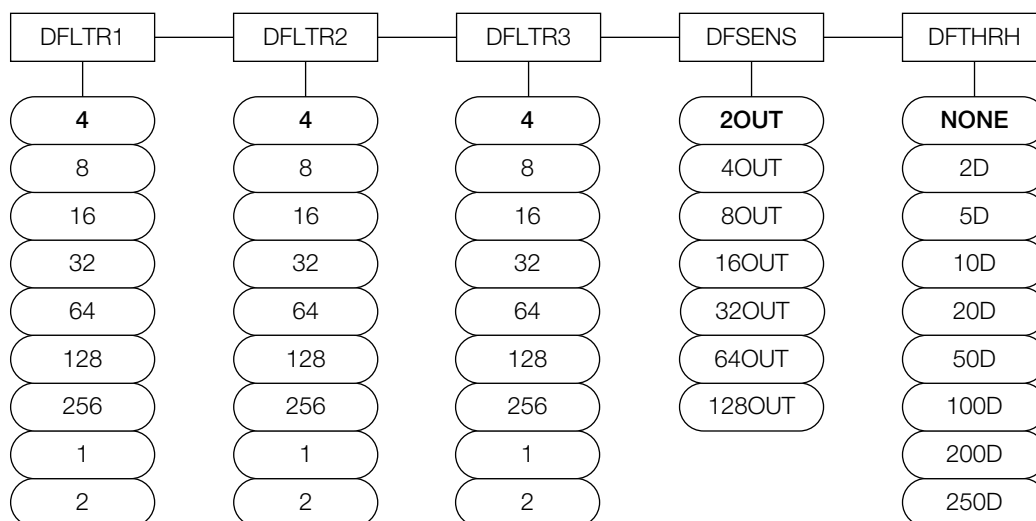 DFLTR1 DFLTR2 DFLTR3 DFSENS DFTHRH
4 4 4 2OUT NONE
8 8 8 4OUT 2D
16 16 16 8OUT 5D
32 32 32 16OUT 10D
64 64 64 32OUT 20D
128 128 128 64OUT 50D
256 256 256 128OUT 100D
1 1 1 200D
2 2 2 250D